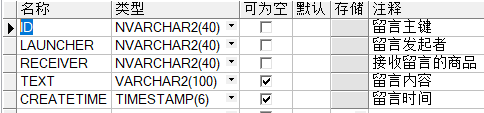 名称 类型 可为空 默认 存储 注释
ID NVARCHAR2(40) 留言主键
LAUNCHER NVARCHAR2(40) 留言发起者
RECEIVER NVARCHAR2(40) 接收留言的商品
TEXT VARCHAR2(100) 留言内容
CREATETIME TIMESTAMP(6) 留言时间